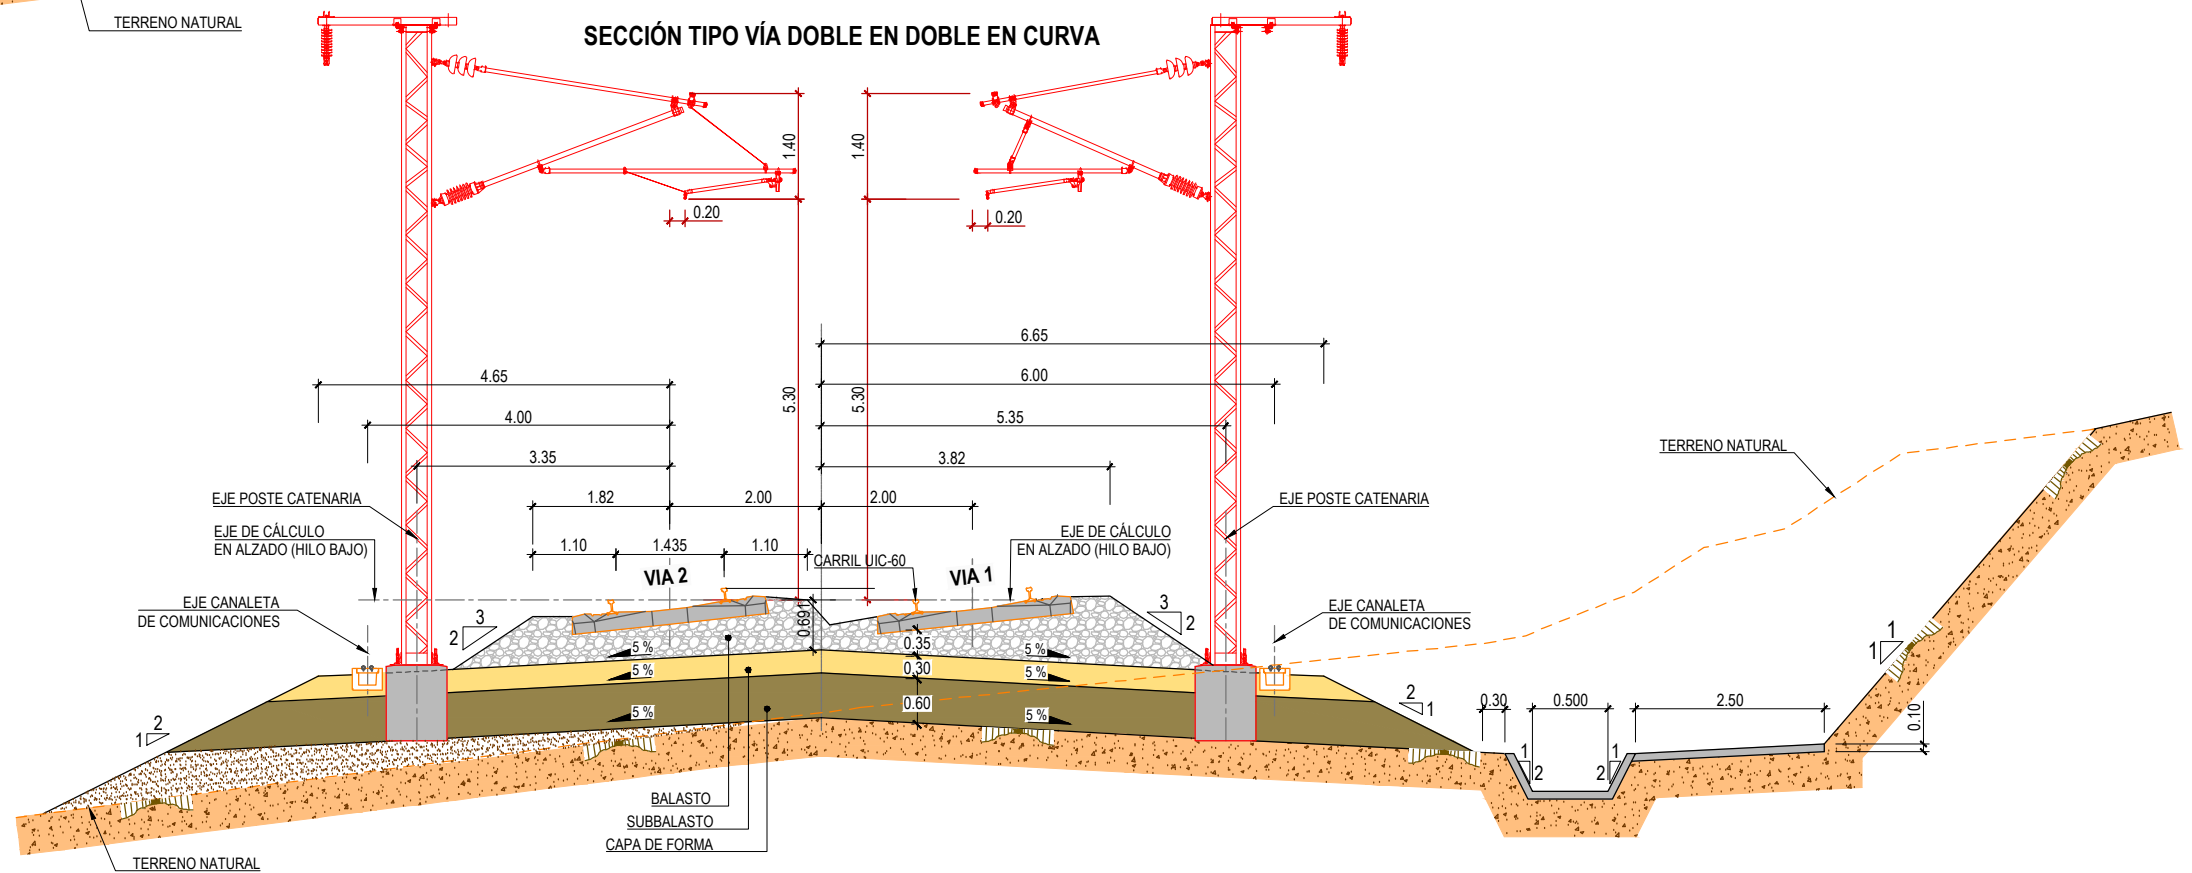 TERRENO NATURAL
SECCIÓN TIPO VÍA DOBLE EN DOBLE EN CURVA
1.40
1.40
0.20
0.20
6.65
4.65
6.00
5.30
5.30
4.00
5.35
3.35
3.82
TERRENO NATURAL
EJE POSTE CATENARIA
1.82
2.00
2.00
EJE POSTE CATENARIA
EJE DE CÁLCULO
EN ALZADO (HILO BAJO)
1.10
1.435
1.10
CARRIL UIC-60
EJE DE CÁLCULO
EN ALZADO (HILO BAJO)
VIA 2
VIA 1
EJE CANALETA
DE COMUNICACIONES
3
2
0.691
3
2
EJE CANALETA
DE COMUNICACIONES
5 %
0.35
5 %
1
1
5 %
0.30
5 %
5 %
0.60
5 %
2
1
2
1
0.30
0.500
2.50
0.10
1
2
1
2
BALASTO
SUBBALASTO
CAPA DE FORMA
TERRENO NATURAL